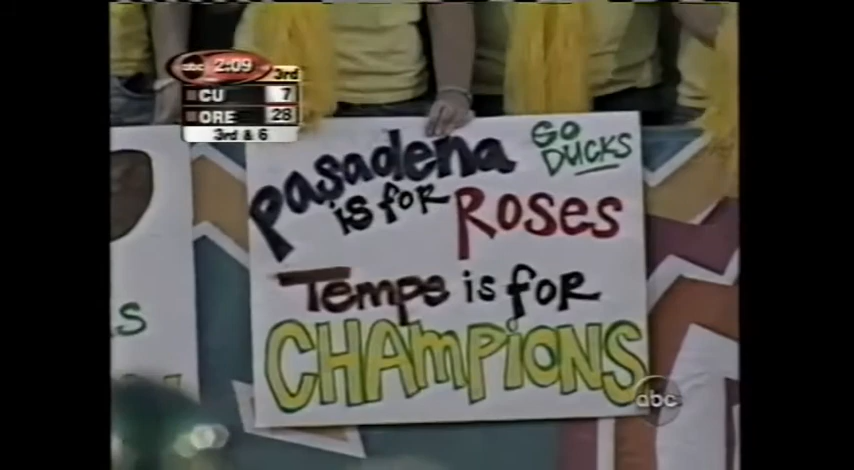 abc 2:09
3rd
CU 7
ORE 28
3rd & 6
GO
DUCKS
Pasadena
is for Roses
Tempe is for
CHAMPIONS
s
abc